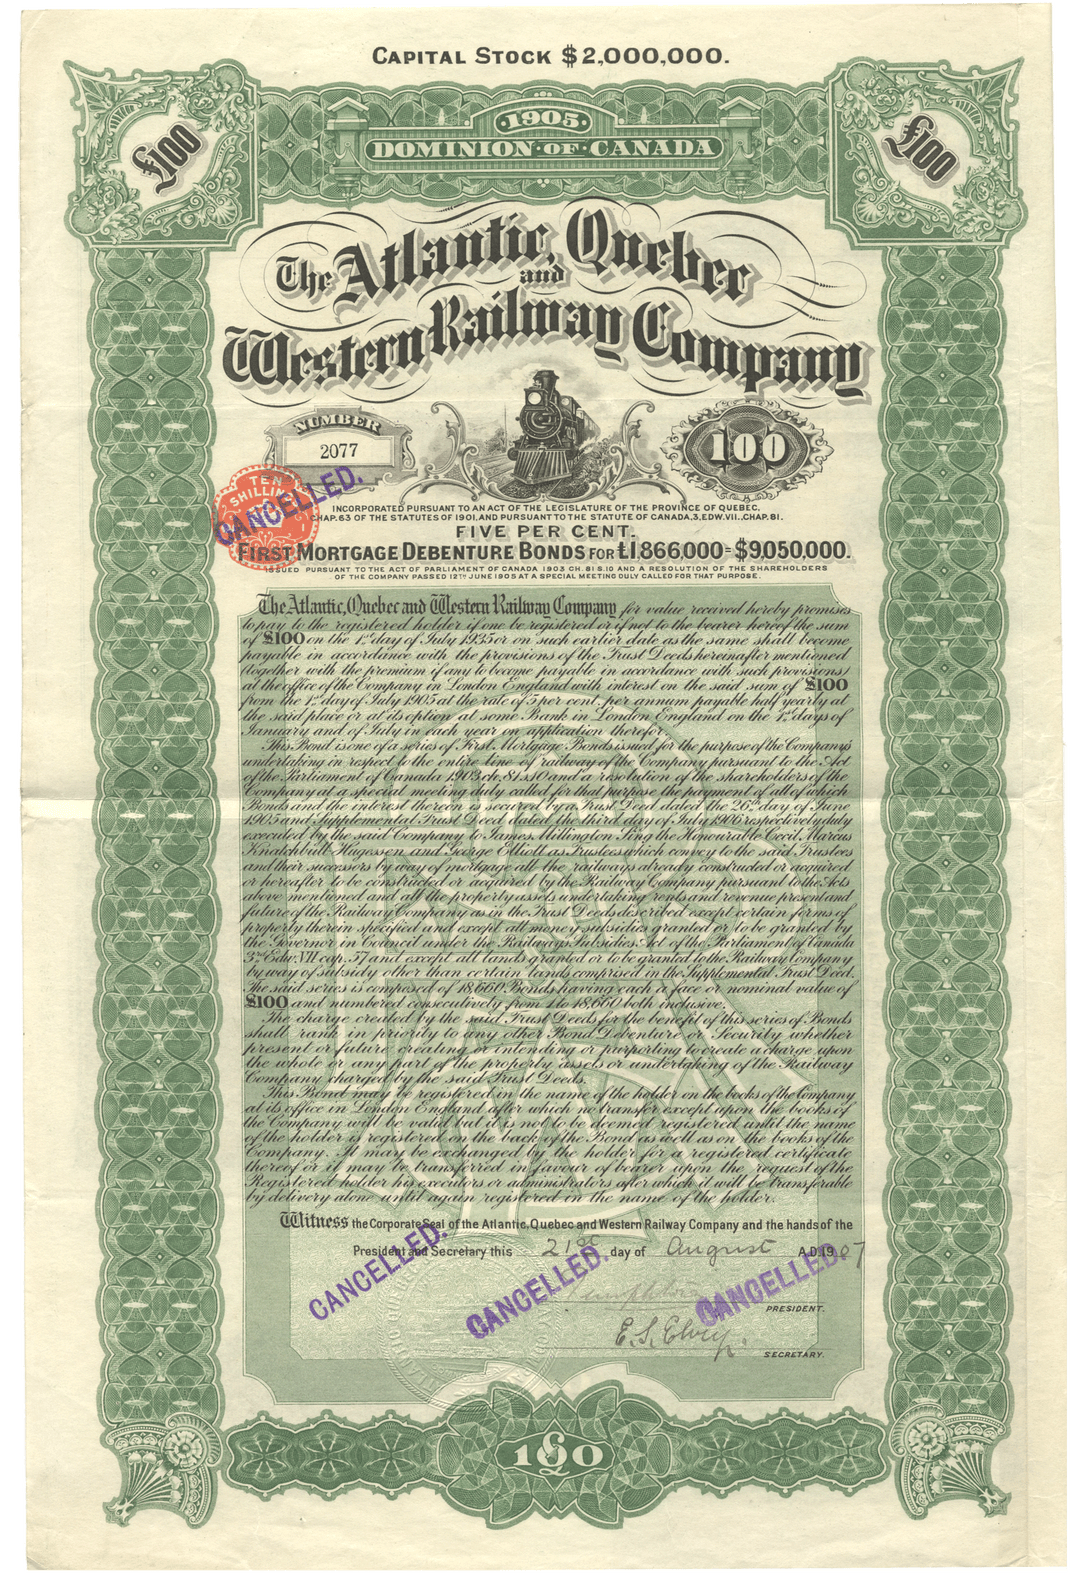 CAPITAL STOCK $2,000,000.
£100
1905
DOMINION·OF·CANADA
£100
The Atlantic, Quebec
and
Western Railway Company
NUMBER
2077
100
TEN
SHILLIN
CANCELLED.
INCORPORATED PURSUANT TO AN ACT OF THE LEGISLATURE OF THE PROVINCE OF QUEBEC,
CHAP. 63 OF THE STATUTES OF 1901, AND PURSUANT TO THE STATUTE OF CANADA, 3, EDW. VII., CHAP. 81.
FIVE PER CENT.
FIRST MORTGAGE DEBENTURE BONDS FOR £1,866,000 = $9,050,000.
ISSUED PURSUANT TO THE ACT OF PARLIAMENT OF CANADA 1903 CH. 81 S. 10 AND A RESOLUTION OF THE SHAREHOLDERS
OF THE COMPANY PASSED 12TH JUNE 1905 AT A SPECIAL MEETING DULY CALLED FOR THAT PURPOSE.
The Atlantic, Quebec and Western Railway Company for value received hereby promises
to pay to the registered holder if one be registered or if not to the bearer hereof the sum
of £100 on the 1st day of July 1935 or on such earlier date as the same shall become
payable in accordance with the provisions of the Trust Deeds hereinafter mentioned
(together with the premium if any to become payable in accordance with such provisions)
at the office of the Company in London England with interest on the said sum of £100
from the 1st day of July 1905 at the rate of 5 per cent. per annum payable half yearly at
the said place or at its option at some Bank in London England on the 1st days of
January and of July in each year on application therefor.
This Bond is one of a series of First Mortgage Bonds issued for the purpose of the Company's
undertaking in respect to the entire line of railway of the Company pursuant to the Act
of the Parliament of Canada 1903 ch. 81 s. 10 and a resolution of the shareholders of the
Company at a special meeting duly called for that purpose the payment of all of which
Bonds and the interest thereon is secured by a Trust Deed dated the 26th day of June
1905 and Supplemental Trust Deed dated the third day of July 1906 respectively duly
executed by the said Company to James Millington Sing the Honourable Cecil Marcus
Knatchbull Hugessen and George Elliott as Trustees which convey to the said Trustees
and their successors by way of mortgage all the railways already constructed or acquired
or hereafter to be constructed or acquired by the Railway Company pursuant to the Acts
above mentioned and all the property assets undertaking rents and revenue present and
future of the Railway Company as in the Trust Deeds described except certain forms of
property therein specified and except all money subsidies granted or to be granted by
the Governor in Council under the Railways Subsidies Act of the Parliament of Canada
3rd Edw. VII cap. 57 and except all lands granted or to be granted to the Railway Company
by way of subsidy other than certain lands comprised in the Supplemental Trust Deed.
The said series is composed of 18,660 Bonds having each a face or nominal value of
£100 and numbered consecutively from 1 to 18,660 both inclusive.
The charge created by the said Trust Deeds for the benefit of this series of Bonds
shall rank in priority to any other Bond Debenture or Security whether
present or future creating or intending or purporting to create a charge upon
the whole or any part of the property assets or undertaking of the Railway
Company charged by the said Trust Deeds.
This Bond may be registered in the name of the holder on the books of the Company
at its office in London England after which no transfer except upon the books of
the Company will be valid but it is not to be deemed registered until the name
of the holder is registered on the back of the Bond as well as on the books of the
Company. It may be exchanged by the holder for a registered certificate
thereof or it may be transferred in favour of bearer upon the request of the
Registered holder his executors or administrators after which it will be transferable
by delivery alone until again registered in the name of the holder.
Witness the Corporate Seal of the Atlantic, Quebec and Western Railway Company and the hands of the
President and Secretary this 21st day of August A.D. 1907
CANCELLED.
CANCELLED.
CANCELLED.
PRESIDENT.
SECRETARY.
£100